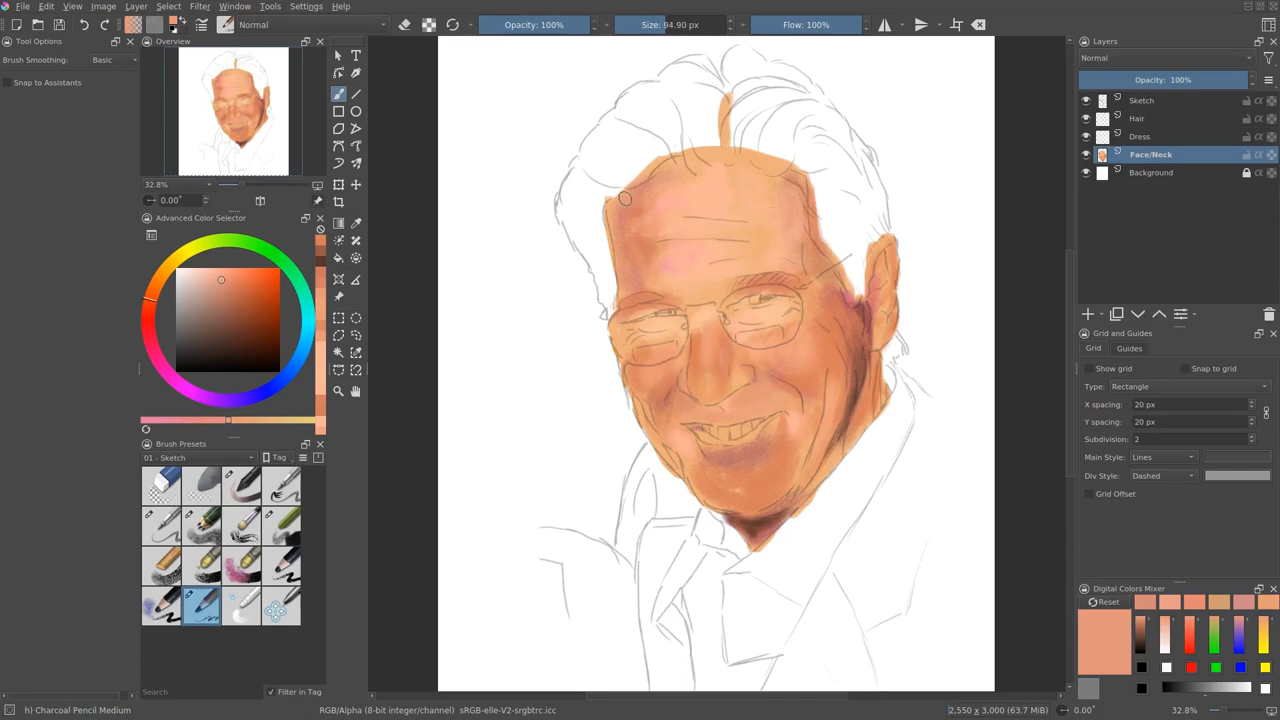 File Edit View Image Layer Select Filter Tools Settings Help
Normal
Opacity: 100%
Size: 94.90 px
Flow: 100%
Tool Options
Brush Smoothing: Basic
Snap to Assistants
Overview
32.8%
0.00°
Advanced Color Selector
Brush Presets
01 - Sketch
Tag
Search
Filter in Tag
Layers
Normal
Opacity: 100%
Sketch
Hair
Dress
Face/Neck
Background
Grid and Guides
Grid Guides
Show grid
Snap to grid
Type: Rectangle
X spacing: 20 px
Y spacing: 20 px
Subdivision: 2
Main Style: Lines
Div Style: Dashed
Grid Offset
Digital Colors Mixer
Reset
h) Charcoal Pencil Medium
RGB/Alpha (8-bit integer/channel) sRGB-elle-V2-srgbtrc.icc
2,550 x 3,000 (63.7 MiB)
0.00°
32.8%